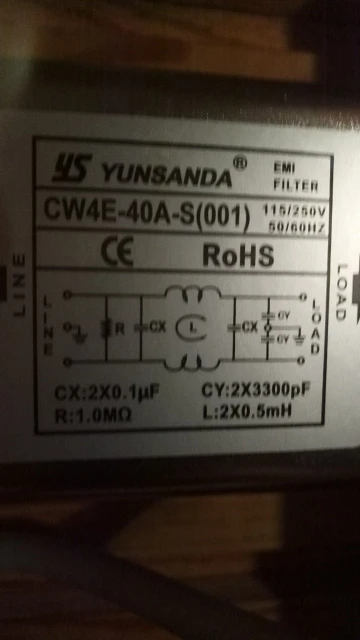 YS YUNSANDA® EMI
FILTER
CW4E-40A-S(001) 115/250V
50/60HZ
CE RoHS
LINE
LINE
R
CX
L
CX
CY
CY
LOAD
LOAD
CX:2X0.1µF CY:2X3300pF
R:1.0MΩ L:2X0.5mH